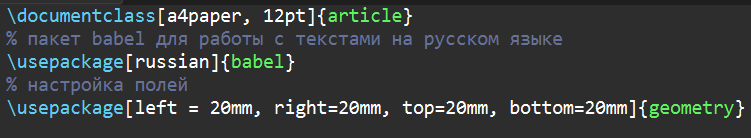 \documentclass[a4paper, 12pt]{article}
% пакет babel для работы с текстами на русском языке
\usepackage[russian]{babel}
% настройка полей
\usepackage[left = 20mm, right=20mm, top=20mm, bottom=20mm]{geometry}